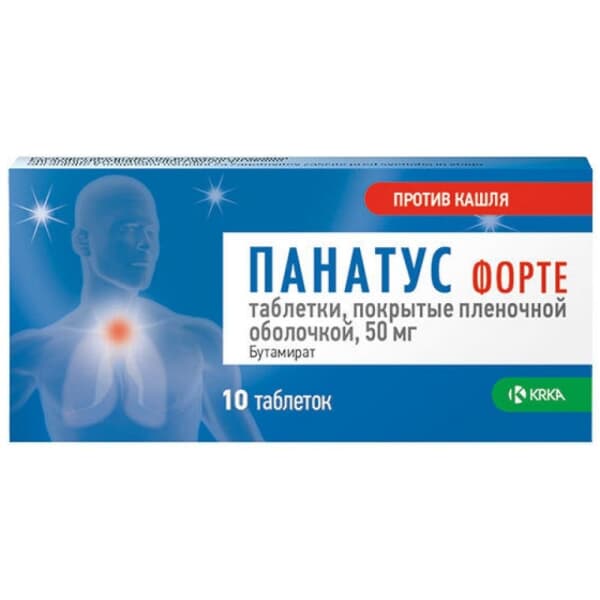 ПРОТИВ КАШЛЯ
ПАНАТУС ФОРТЕ
таблетки, покрытые пленочной
оболочкой, 50 мг
Бутамират
10 таблеток
KRKA